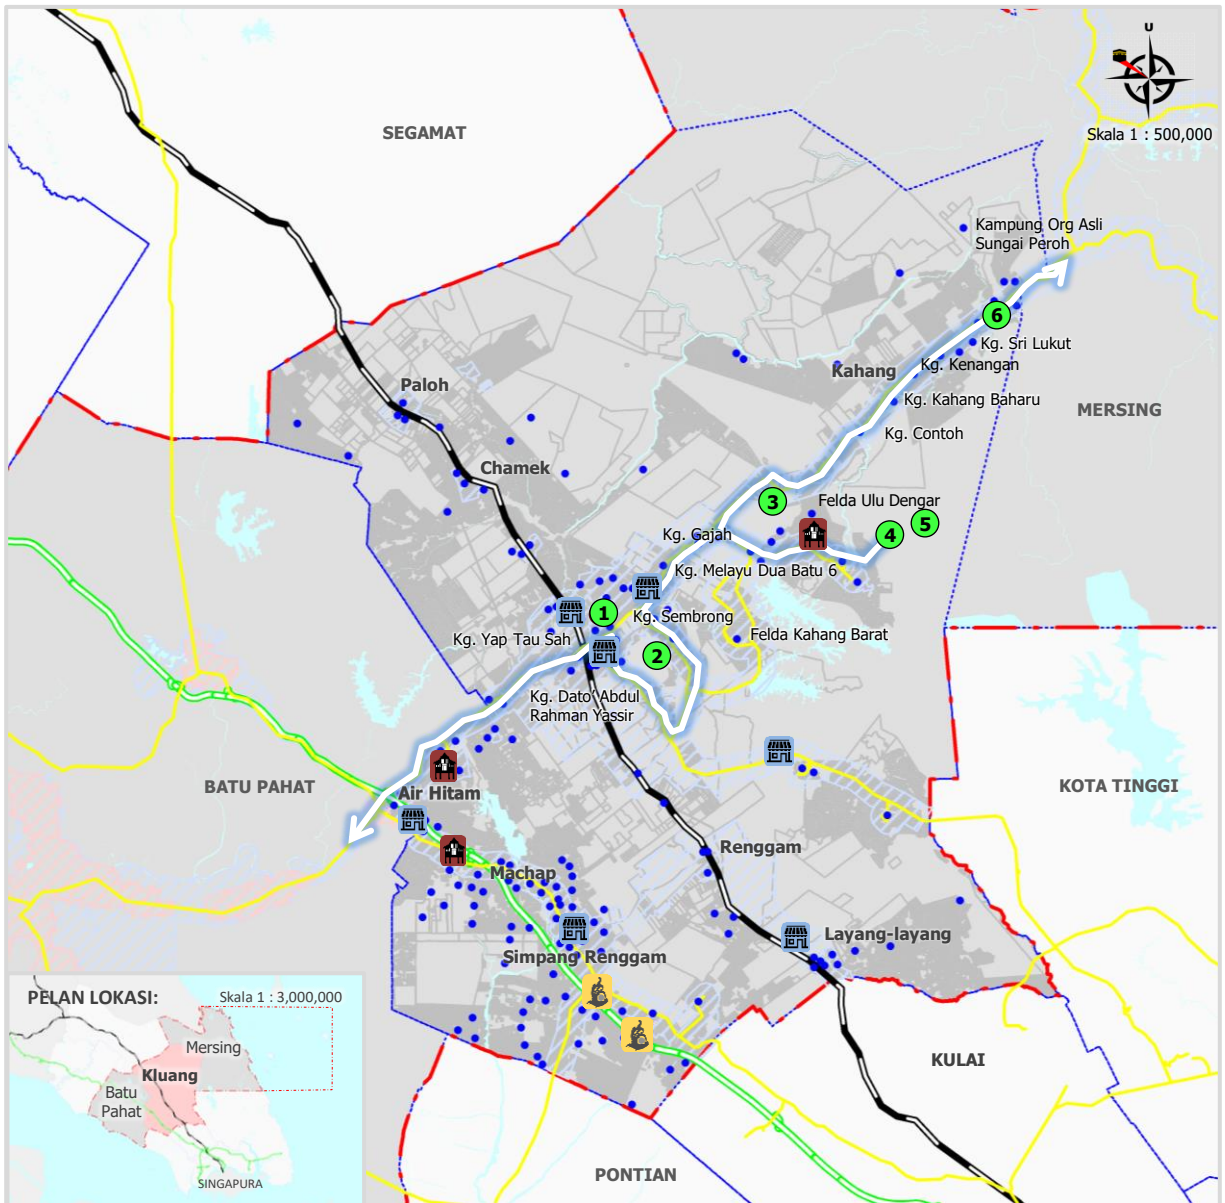 U
Skala 1 : 500,000
SEGAMAT
Kampung Org Asli
Sungai Peroh
6
Kg. Sri Lukut
Kg. Kenangan
Kahang
Kg. Kahang Baharu
MERSING
Paloh
Kg. Contoh
Chamek
3
Felda Ulu Dengar
5
4
Kg. Gajah
Kg. Melayu Dua Batu 6
1
Kg. Sembrong
Kg. Yap Tau Sah
Felda Kahang Barat
2
Kg. Dato' Abdul
Rahman Yassir
BATU PAHAT
Air Hitam
KOTA TINGGI
Renggam
Machap
Layang-layang
Simpang Renggam
PELAN LOKASI:
Skala 1 : 3,000,000
Mersing
Kluang
Batu
Pahat
SINGAPURA
KULAI
PONTIAN